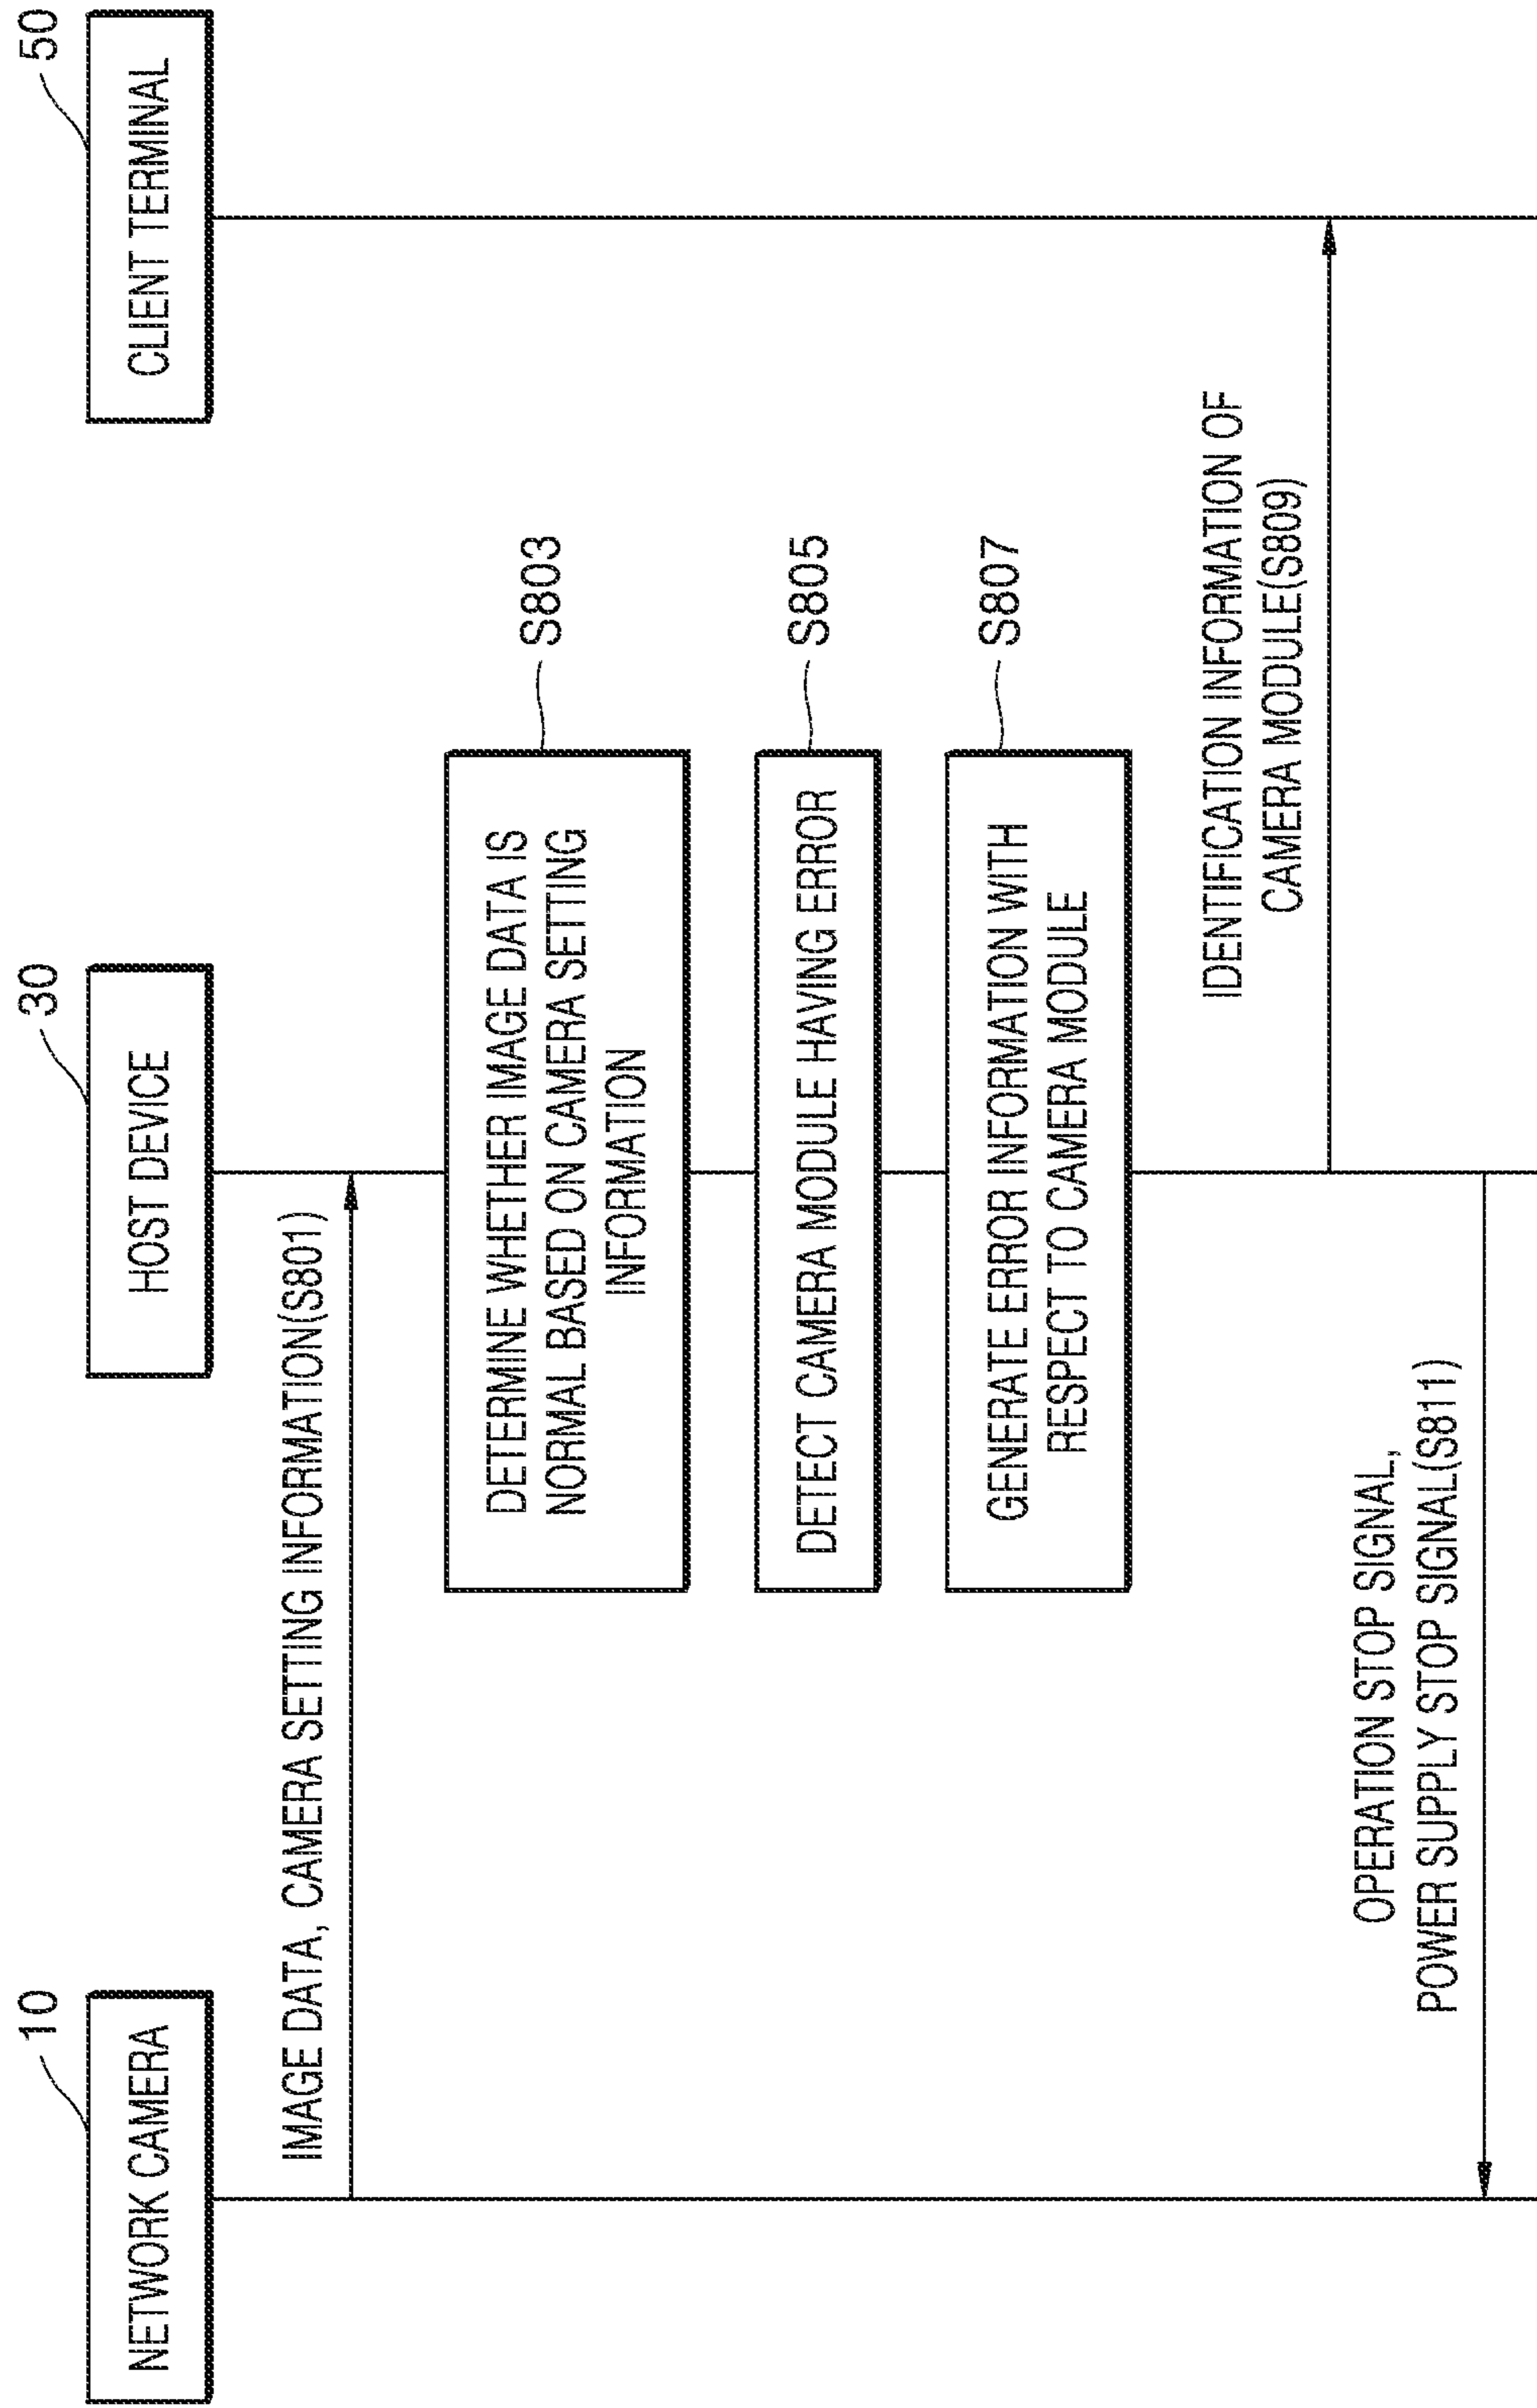 10
30
50
NETWORK CAMERA
HOST DEVICE
CLIENT TERMINAL
IMAGE DATA, CAMERA SETTING INFORMATION(S801)
DETERMINE WHETHER IMAGE DATA IS
NORMAL BASED ON CAMERA SETTING
INFORMATION
S803
DETECT CAMERA MODULE HAVING ERROR
S805
GENERATE ERROR INFORMATION WITH
RESPECT TO CAMERA MODULE
S807
IDENTIFICATION INFORMATION OF
CAMERA MODULE(S809)
OPERATION STOP SIGNAL,
POWER SUPPLY STOP SIGNAL(S811)